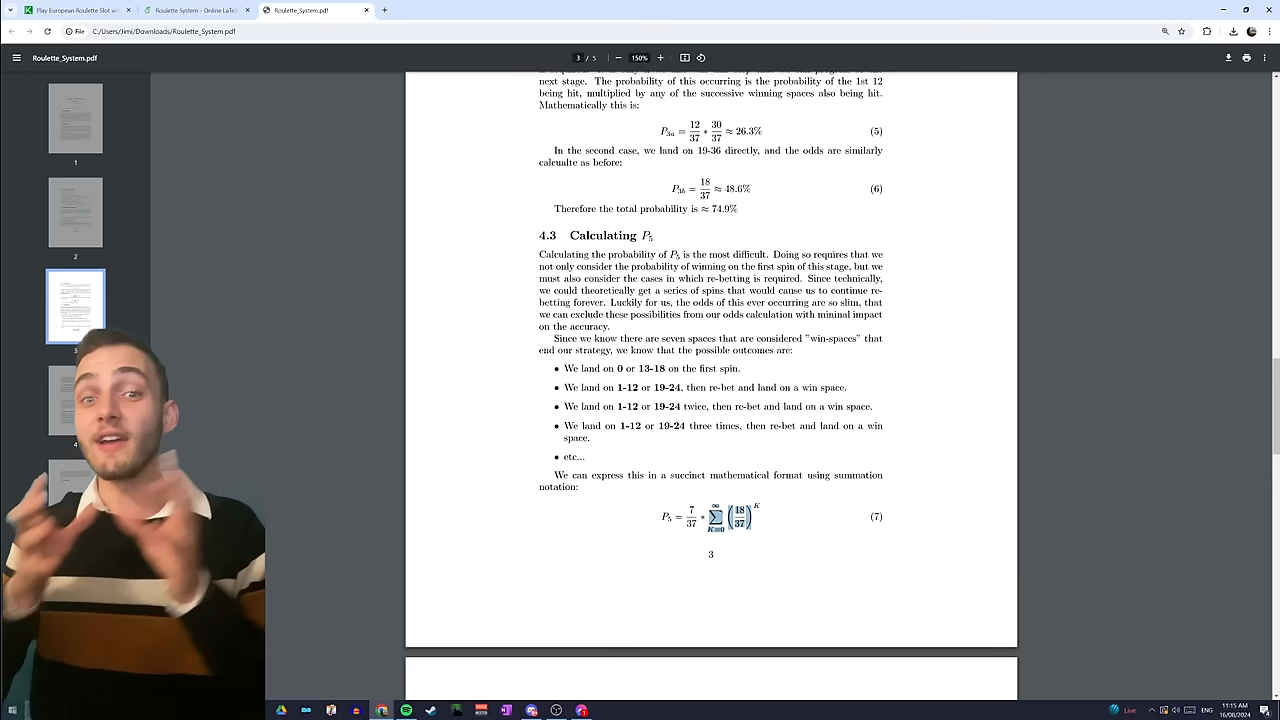 Play European Roulette Slot wi
Roulette System - Online LaTe
Roulette_System.pdf
File
C:/Users/Jimi/Downloads/Roulette_System.pdf
Roulette_System.pdf
3 / 5
150%
1
2
3
4
next stage. The probability of this occurring is the probability of the 1st 12
being hit, multiplied by any of the successive winning spaces also being hit.
Mathematically this is:
P3a = 12/37 * 30/37 ≈ 26.3% (5)
In the second case, we land on 19-36 directly, and the odds are similarly
calcualte as before:
P3b = 18/37 ≈ 48.6% (6)
Therefore the total probability is ≈ 74.9%
4.3 Calculating P5
Calculating the probability of P5 is the most difficult. Doing so requires that we
not only consider the probability of winning on the first spin of this stage, but we
must also consider the cases in which re-betting is required. Since technically,
we could theoretically get a series of spins that would cause us to continue re-
betting forever. Luckily for us, the odds of this ever occurring are so slim, that
we can exclude these possibilities from our odds calculation with mininal impact
on the accuracy.
Since we know there are seven spaces that are considered "win-spaces" that
end our strategy, we know that the possible outcomes are:
• We land on 0 or 13-18 on the first spin.
• We land on 1-12 or 19-24, then re-bet and land on a win space.
• We land on 1-12 or 19-24 twice, then re-bet and land on a win space.
• We land on 1-12 or 19-24 three times, then re-bet and land on a win
space.
• etc...
We can express this in a succinct mathematical format using summation
notation:
P5 = 7/37 * ∑ K=0 ∞ (18/37)^K (7)
3
Live
11:15 AM
16/08/2024